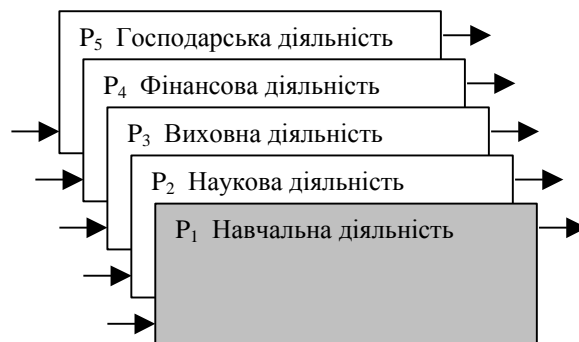 P₅ Господарська діяльність
P₄ Фінансова діяльність
P₃ Виховна діяльність
P₂ Наукова діяльність
P₁ Навчальна діяльність